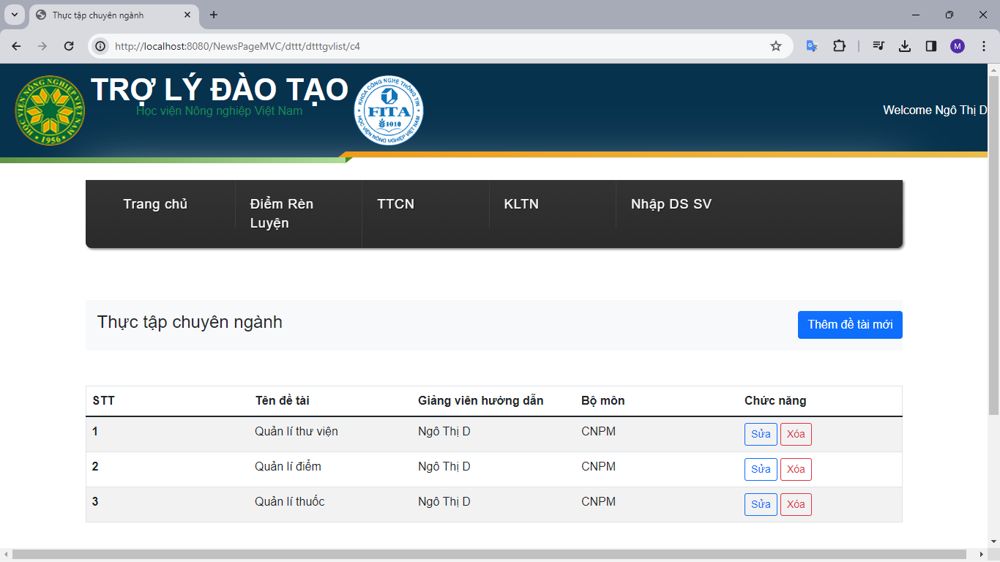 Thực tập chuyên ngành
http://localhost:8080/NewsPageMVC/dttt/dtttgvlist/c4
M
HỌC VIỆN NÔNG NGHIỆP VIỆT NAM
1956
TRỢ LÝ ĐÀO TẠO
Học viện Nông nghiệp Việt Nam
KHOA CÔNG NGHỆ THÔNG TIN
FITA
1010
HỌC VIỆN NÔNG NGHIỆP VIỆT NAM
Welcome Ngô Thị D
Trang chủ
Điểm Rèn
Luyện
TTCN
KLTN
Nhập DS SV
Thực tập chuyên ngành
Thêm đề tài mới
STT Tên đề tài Giảng viên hướng dẫn Bộ môn Chức năng
1 Quản lí thư viện Ngô Thị D CNPM Sửa Xóa
2 Quản lí điểm Ngô Thị D CNPM Sửa Xóa
3 Quản lí thuốc Ngô Thị D CNPM Sửa Xóa